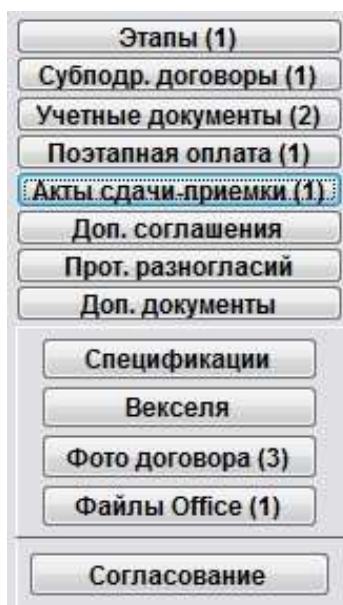 Этапы (1)
Субподр. договоры (1)
Учетные документы (2)
Поэтапная оплата (1)
Акты сдачи-приемки (1)
Доп. соглашения
Прот. разногласий
Доп. документы
Спецификации
Векселя
Фото договора (3)
Файлы Office (1)
Согласование